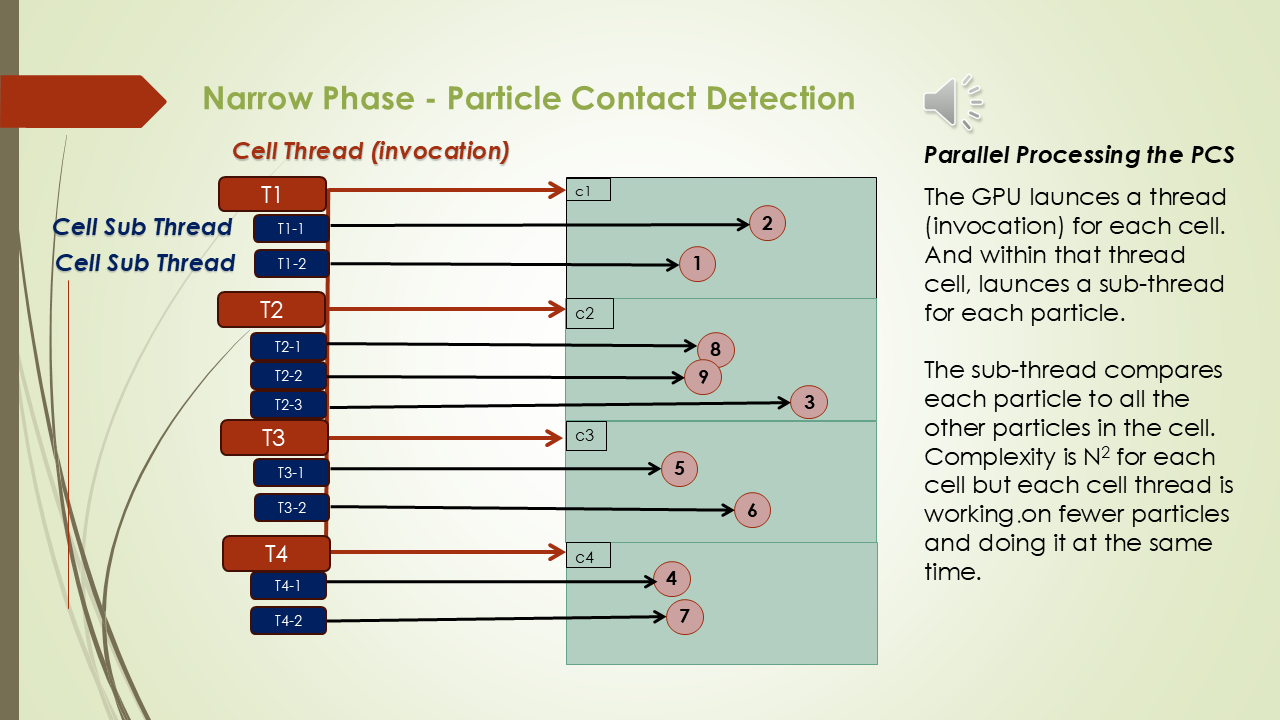 Narrow Phase - Particle Contact Detection
Cell Thread (invocation)
T1
c1
Cell Sub Thread
T1-1
2
Cell Sub Thread
T1-2
1
T2
c2
T2-1
8
T2-2
9
T2-3
3
T3
c3
T3-1
5
T3-2
6
T4
c4
T4-1
4
T4-2
7
Parallel Processing the PCS
The GPU launces a thread
(invocation) for each cell.
And within that thread
cell, launces a sub-thread
for each particle.
The sub-thread compares
each particle to all the
other particles in the cell.
Complexity is N² for each
cell but each cell thread is
working .on fewer particles
and doing it at the same
time.